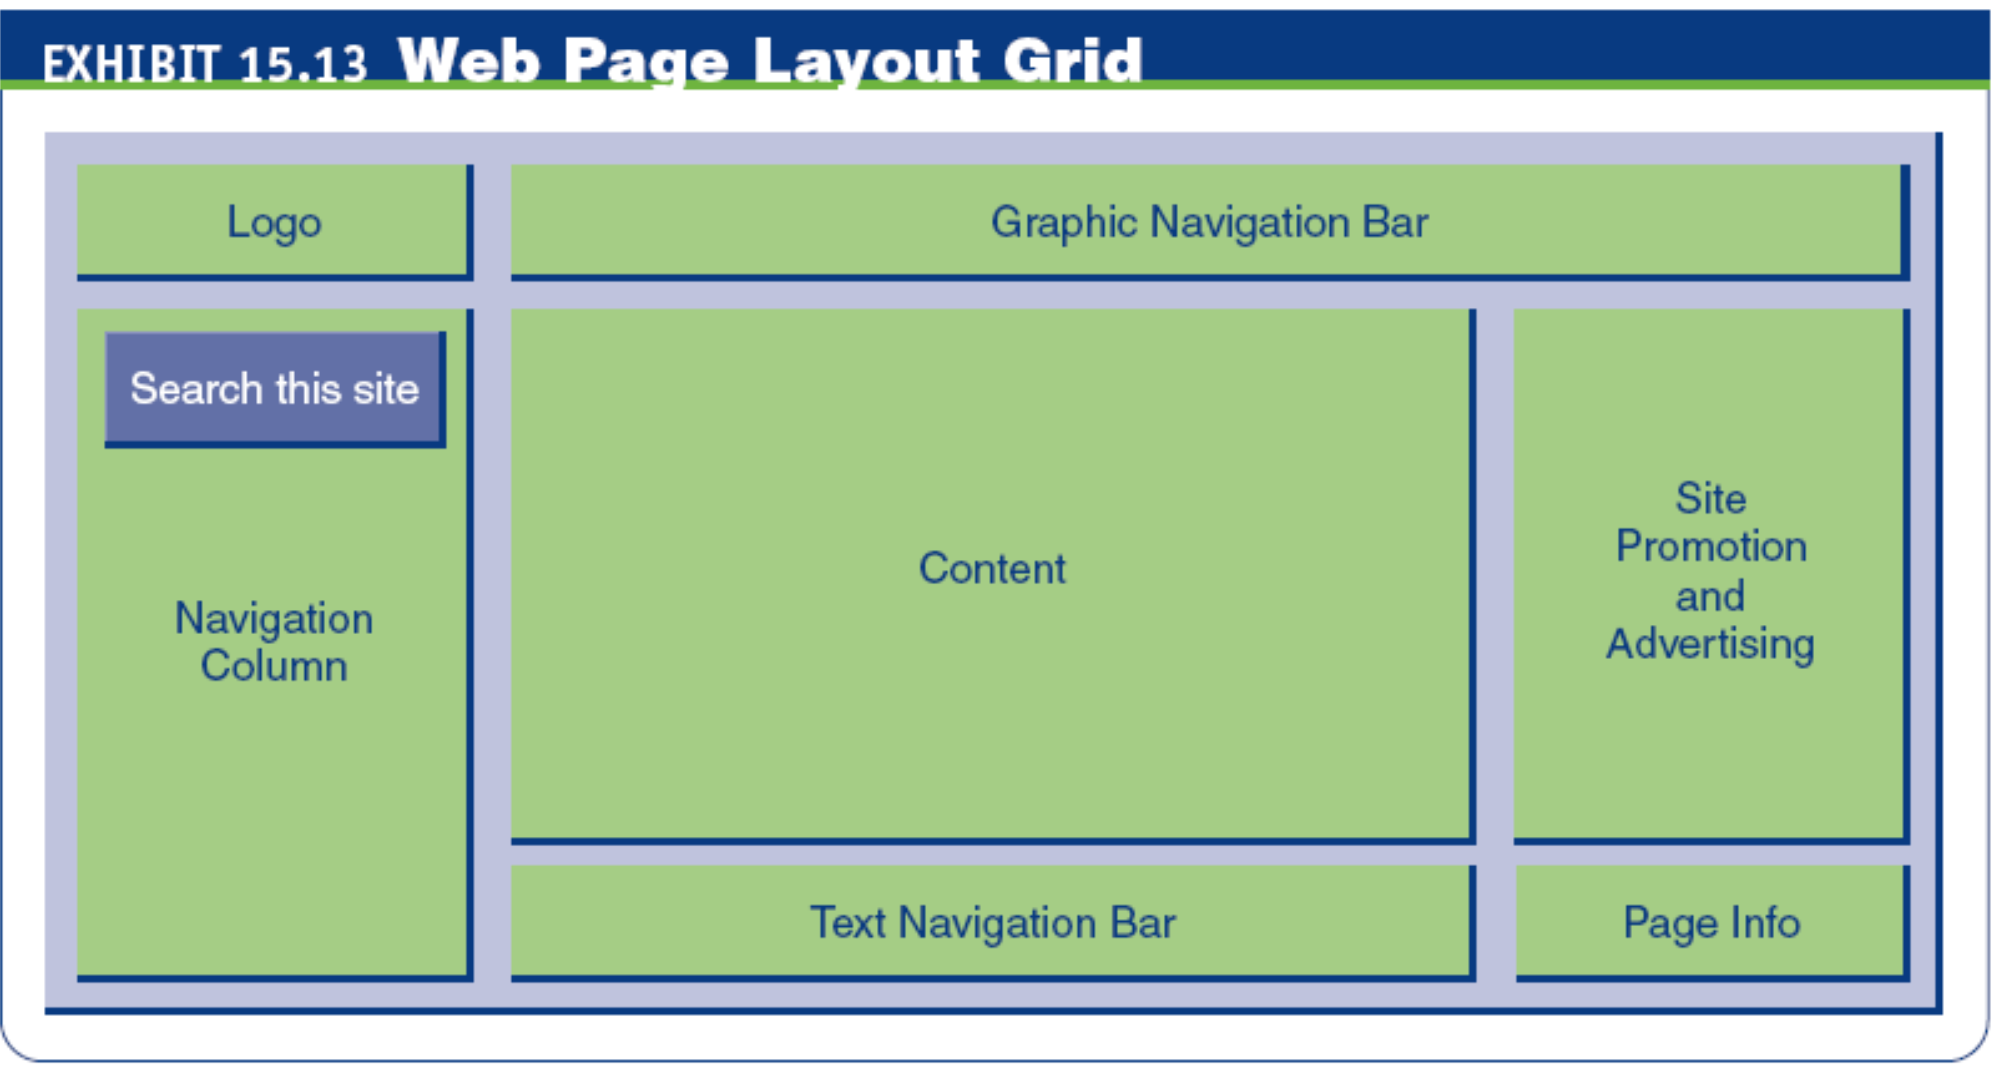 EXHIBIT 15.13 Web Page Layout Grid
Logo
Graphic Navigation Bar
Search this site
Navigation
Column
Content
Site
Promotion
and
Advertising
Text Navigation Bar
Page Info